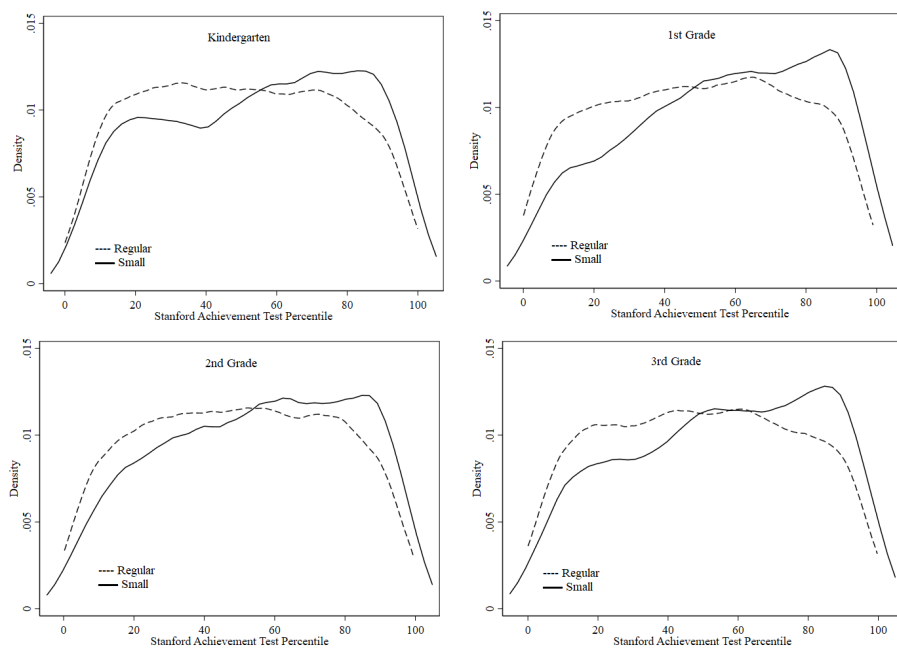 Kindergarten
.015
.01
.005
0
Density
Regular
Small
0 20 40 60 80 100
Stanford Achievement Test Percentile
1st Grade
.015
.01
.005
0
Density
Regular
Small
0 20 40 60 80 100
Stanford Achievement Test Percentile
2nd Grade
.015
.01
.005
0
Density
Regular
Small
0 20 40 60 80 100
Stanford Achievement Test Percentile
3rd Grade
.015
.01
.005
0
Density
Regular
Small
0 20 40 60 80 100
Stanford Achievement Test Percentile